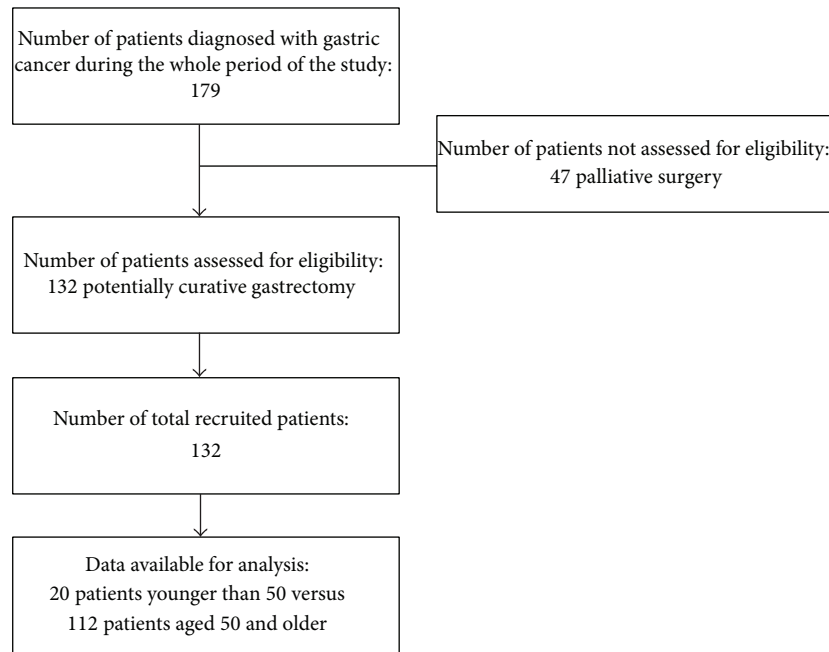 Number of patients diagnosed with gastric
cancer during the whole period of the study:
179
Number of patients not assessed for eligibility:
47 palliative surgery
Number of patients assessed for eligibility:
132 potentially curative gastrectomy
Number of total recruited patients:
132
Data available for analysis:
20 patients younger than 50 versus
112 patients aged 50 and older